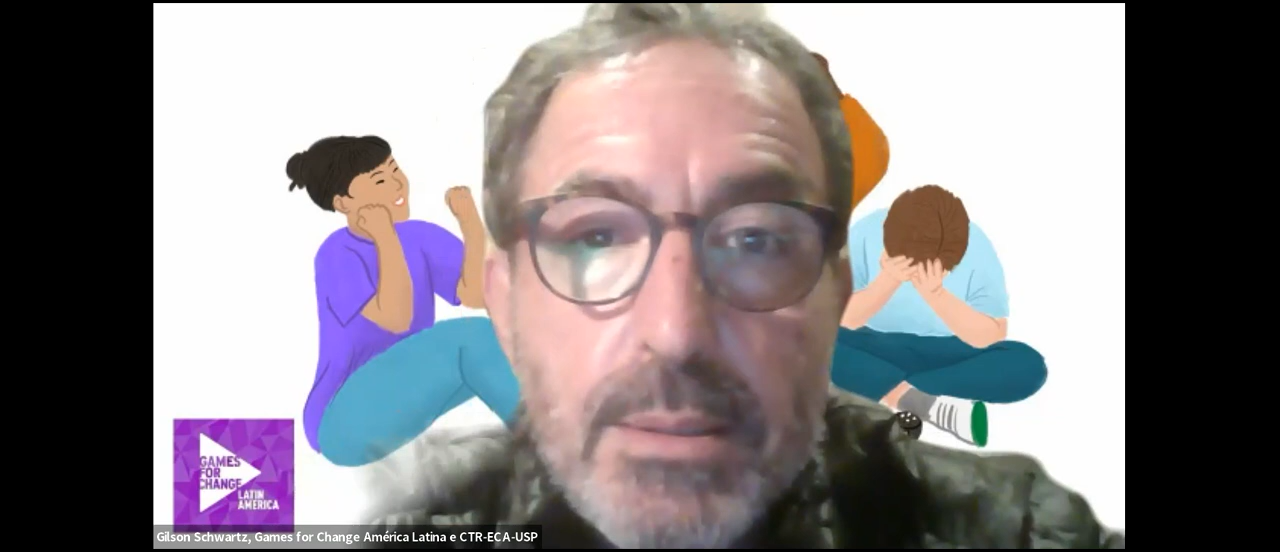 GAMES
FOR
CHANGE
LATIN
AMERICA
Gilson Schwartz, Games for Change América Latina e CTR-ECA-USP